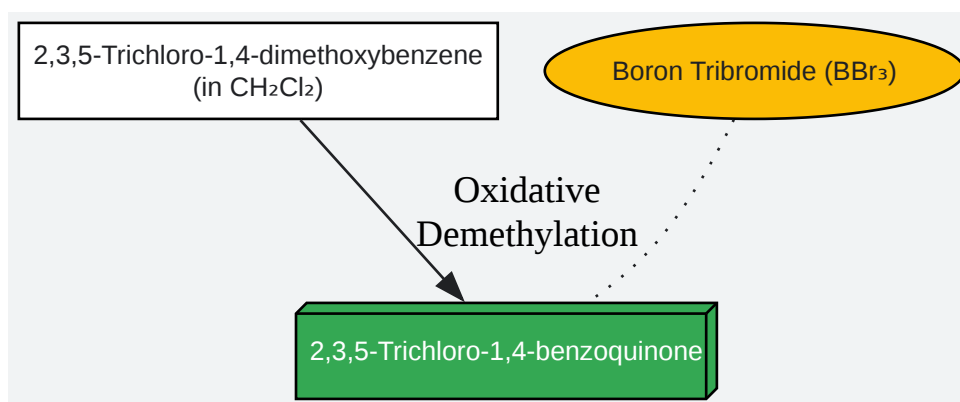 2,3,5-Trichloro-1,4-dimethoxybenzene
(in CH₂Cl₂)
Boron Tribromide (BBr₃)
Oxidative
Demethylation
2,3,5-Trichloro-1,4-benzoquinone